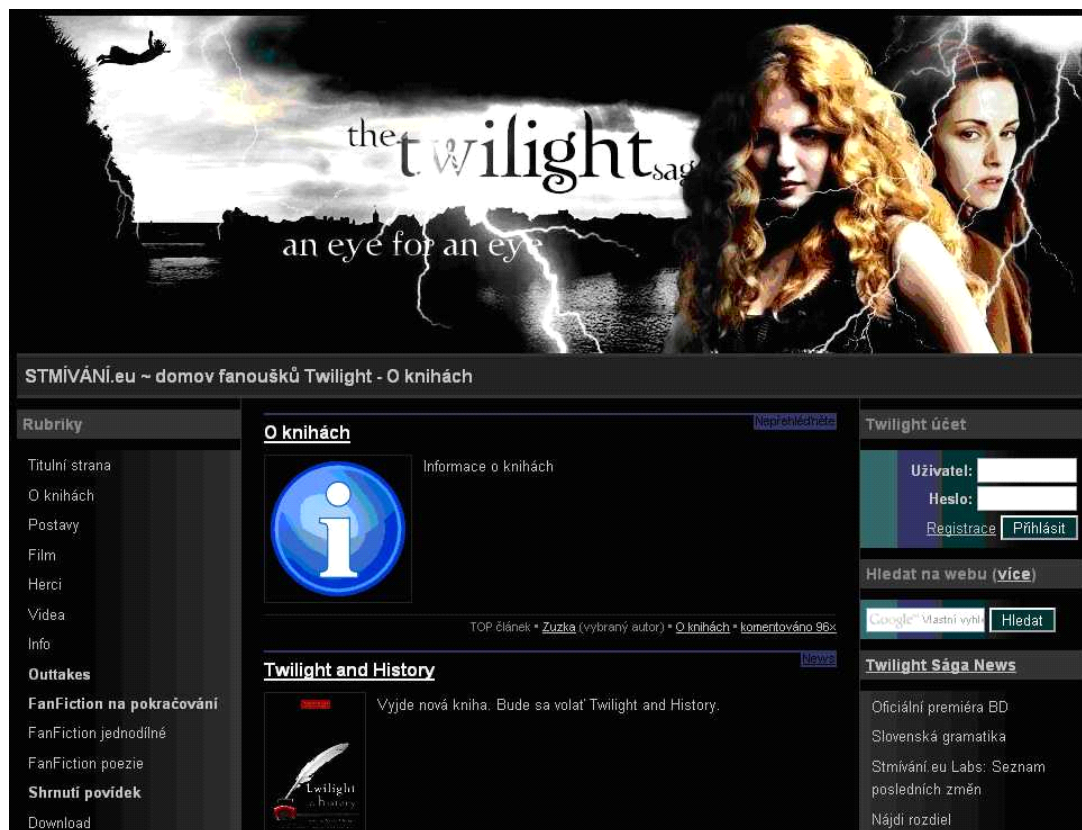 the twilight saga
an eye for an eye
STMÍVÁNÍ.eu ~ domov fanoušků Twilight - O knihách
Rubriky
Titulní strana
O knihách
Postavy
Film
Herci
Videa
Info
Outtakes
FanFiction na pokračování
FanFiction jednodílné
FanFiction poezie
Shrnutí povídek
Download
Nepřehlédněte
O knihách
Informace o knihách
TOP článek • Zuzka (vybraný autor) • O knihách • komentováno 96×
News
Twilight and History
Vyjde nová kniha. Bude sa volať Twilight and History.
Twilight
& history
Twilight účet
Uživatel:
Heslo:
Registrace Přihlásit
Hledat na webu (více)
Google™ Vlastní vyhl Hledat
Twilight Sága News
Oficiální premiéra BD
Slovenská gramatika
Stmívání.eu Labs: Seznam
posledních změn
Nájdi rozdiel